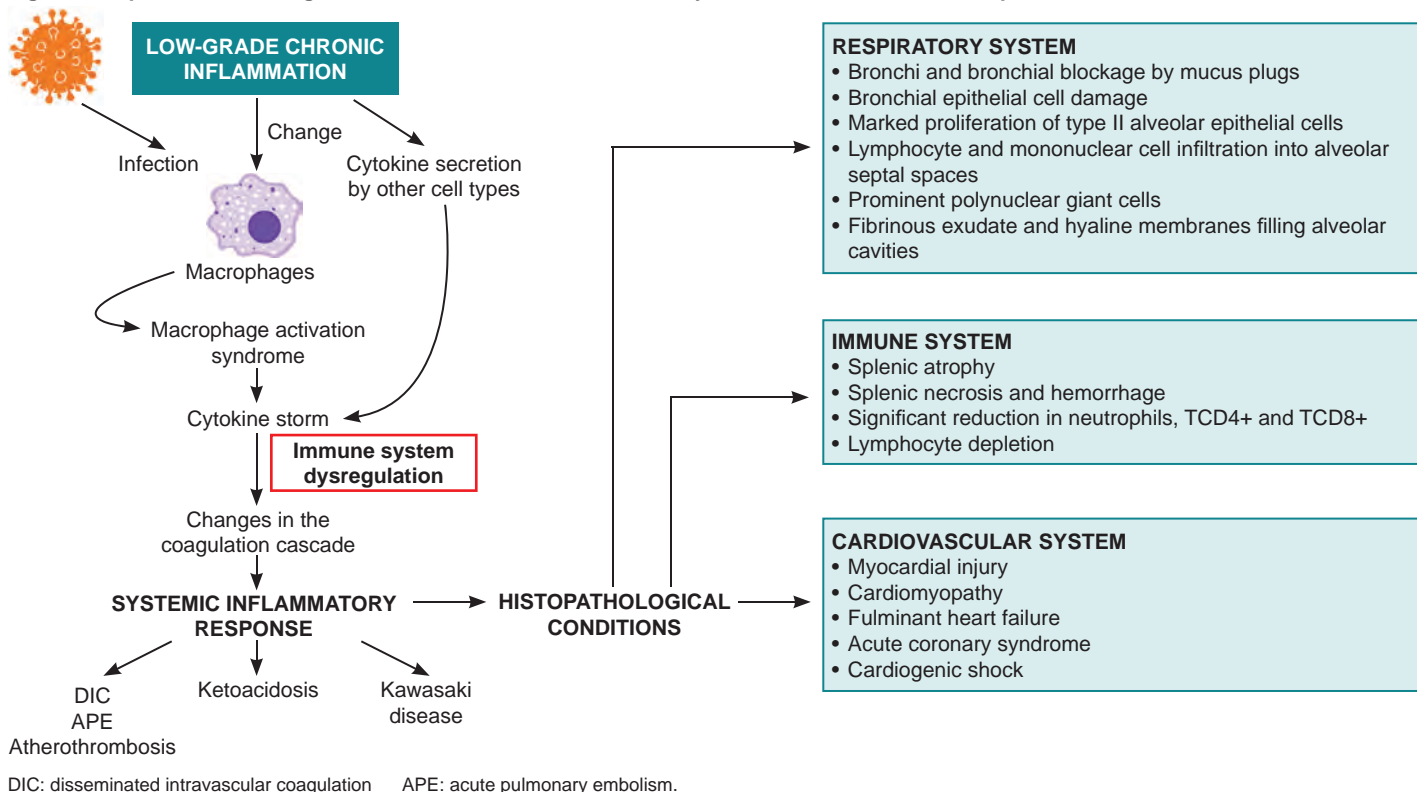 LOW-GRADE CHRONIC
INFLAMMATION
Change
Infection
Cytokine secretion
by other cell types
Macrophages
Macrophage activation
syndrome
Cytokine storm
Immune system
dysregulation
Changes in the
coagulation cascade
SYSTEMIC INFLAMMATORY
RESPONSE
DIC
APE
Atherothrombosis
Ketoacidosis
Kawasaki
disease
HISTOPATHOLOGICAL
CONDITIONS
RESPIRATORY SYSTEM
• Bronchi and bronchial blockage by mucus plugs
• Bronchial epithelial cell damage
• Marked proliferation of type II alveolar epithelial cells
• Lymphocyte and mononuclear cell infiltration into alveolar
septal spaces
• Prominent polynuclear giant cells
• Fibrinous exudate and hyaline membranes filling alveolar
cavities
IMMUNE SYSTEM
• Splenic atrophy
• Splenic necrosis and hemorrhage
• Significant reduction in neutrophils, TCD4+ and TCD8+
• Lymphocyte depletion
CARDIOVASCULAR SYSTEM
• Myocardial injury
• Cardiomyopathy
• Fulminant heart failure
• Acute coronary syndrome
• Cardiogenic shock
DIC: disseminated intravascular coagulation APE: acute pulmonary embolism.